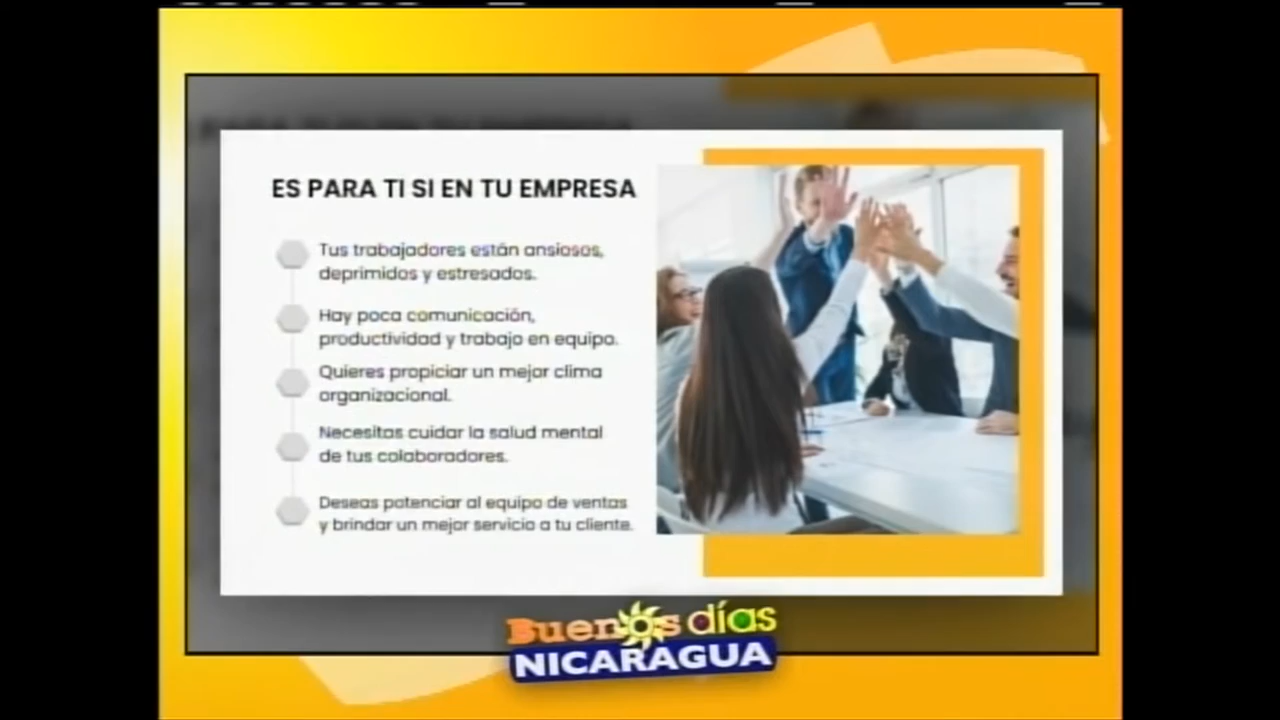 ES PARA TI SI EN TU EMPRESA
Tus trabajadores están ansiosos,
deprimidos y estresados.
Hay poca comunicación,
productividad y trabajo en equipo.
Quieres propiciar un mejor clima
organizacional.
Necesitas cuidar la salud mental
de tus colaboradores.
Deseas potenciar al equipo de ventas
y brindar un mejor servicio a tu cliente.
Buenos días
NICARAGUA